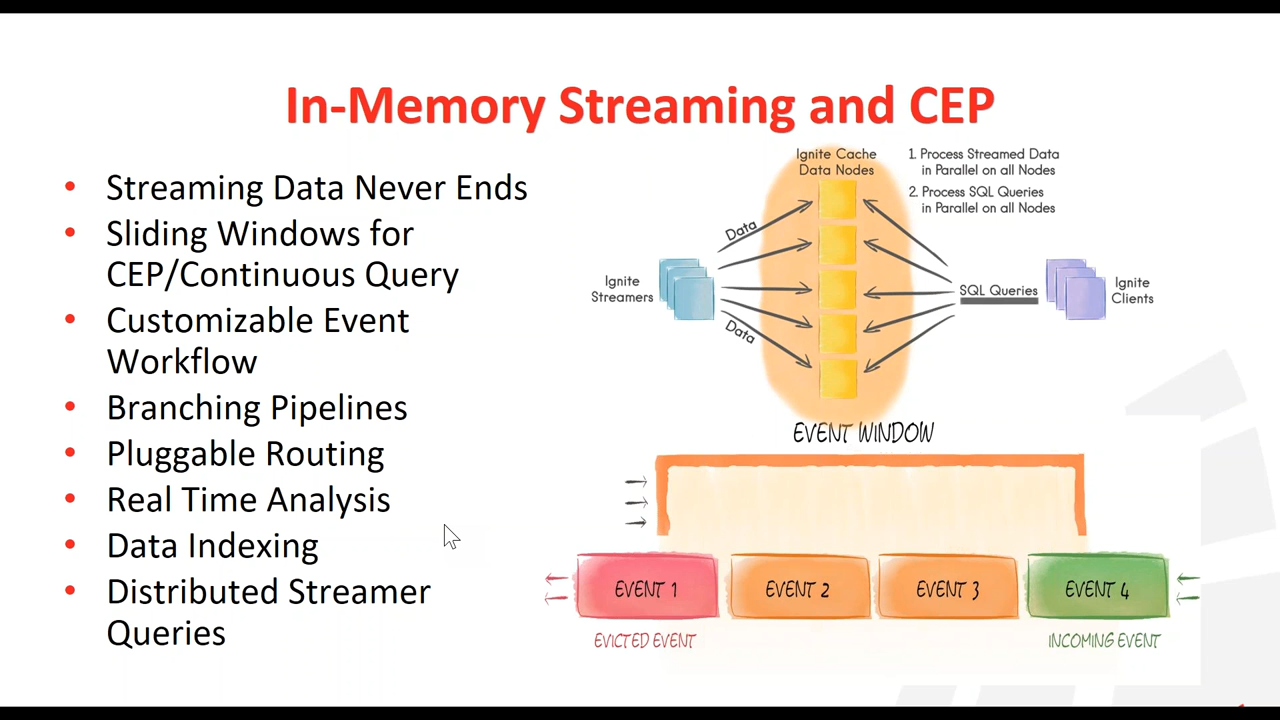 In-Memory Streaming and CEP
• Streaming Data Never Ends
• Sliding Windows for
CEP/Continuous Query
• Customizable Event
Workflow
• Branching Pipelines
• Pluggable Routing
• Real Time Analysis
• Data Indexing
• Distributed Streamer
Queries
Ignite Cache
Data Nodes
1. Process Streamed Data
in Parallel on all Nodes
2. Process SQL Queries
in Parallel on all Nodes
Data
Ignite
Streamers
Data
SQL Queries
Ignite
Clients
EVENT WINDOW
EVENT 1
EVENT 2
EVENT 3
EVENT 4
EVICTED EVENT
INCOMING EVENT